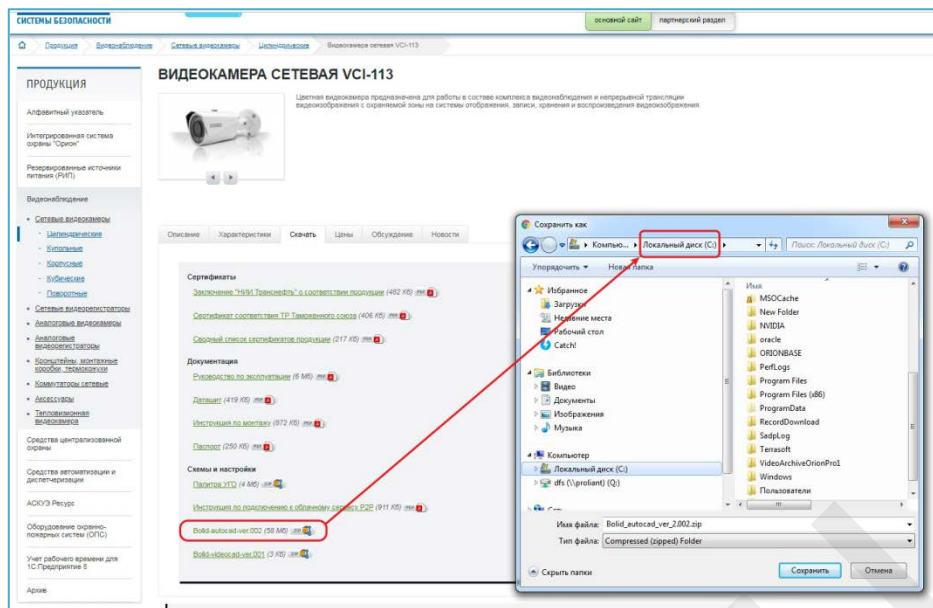 СИСТЕМЫ БЕЗОПАСНОСТИ
основной сайт
партнерский раздел
Продукция
Видеонаблюдение
Сетевые видеокамеры
Цилиндрические
Видеокамера сетевая VCI-113
ПРОДУКЦИЯ
Алфавитный указатель
Интегрированная система
охраны "Орион"
Резервированные источники
питания (РИП)
Видеонаблюдение
Сетевые видеокамеры
- Цилиндрические
- Купольные
- Корпусные
- Кубические
- Поворотные
Сетевые видеорегистраторы
Аналоговые видеокамеры
Аналоговые
видеорегистраторы
Кронштейны, монтажные
коробки, термокожухи
Коммутаторы сетевые
Аксессуары
Тепловизионная
видеокамера
Средства централизованной
охраны
Средства автоматизации и
диспетчеризации
АСКУЭ Ресурс
Оборудование охранно-
пожарных систем (ОПС)
Учет рабочего времени для
1С:Предприятие 8
Архив
ВИДЕОКАМЕРА СЕТЕВАЯ VCI-113
Цветная видеокамера предназначена для работы в составе комплекса видеонаблюдения и непрерывной трансляции
видеоизображения с охраняемой зоны на системы отображения, записи, хранения и воспроизведения видеоизображения
Описание
Характеристики
Скачать
Цены
Обсуждение
Новости
Сертификаты
Заключение "НИИ Транснефть" о соответствии продукции (482 Кб)
Сертификат соответствия ТР Таможенного союза (406 Кб)
Сводный список сертификатов продукции (217 Кб)
Документация
Руководство по эксплуатации (6 Мб)
Даташит (419 Кб)
Инструкция по монтажу (972 Кб)
Паспорт (250 Кб)
Схемы и настройки
Палитра УГО (4 Мб)
Инструкция по подключению к облачному сервису P2P (911 Кб)
Bolid-autocad-ver.002 (58 Мб)
Bolid-videocad-ver.001 (3 Кб)
Сохранить как
Компью...
Локальный диск (C:)
Поиск: Локальный диск (C:)
Упорядочить
Новая папка
Избранное
Загрузки
Недавние места
Рабочий стол
Catch!
Библиотеки
Видео
Документы
Изображения
Музыка
Компьютер
Локальный диск (C:)
dfs (\\proliant) (Q:)
Имя
MSOCache
New Folder
NVIDIA
oracle
ORIONBASE
PerfLogs
Program Files
Program Files (x86)
ProgramData
RecordDownload
SadpLog
Terrasoft
VideoArchiveOrionPro1
Windows
Пользователи
Имя файла: Bolid_autocad_ver_2.002.zip
Тип файла: Compressed (zipped) Folder
Скрыть папки
Сохранить
Отмена